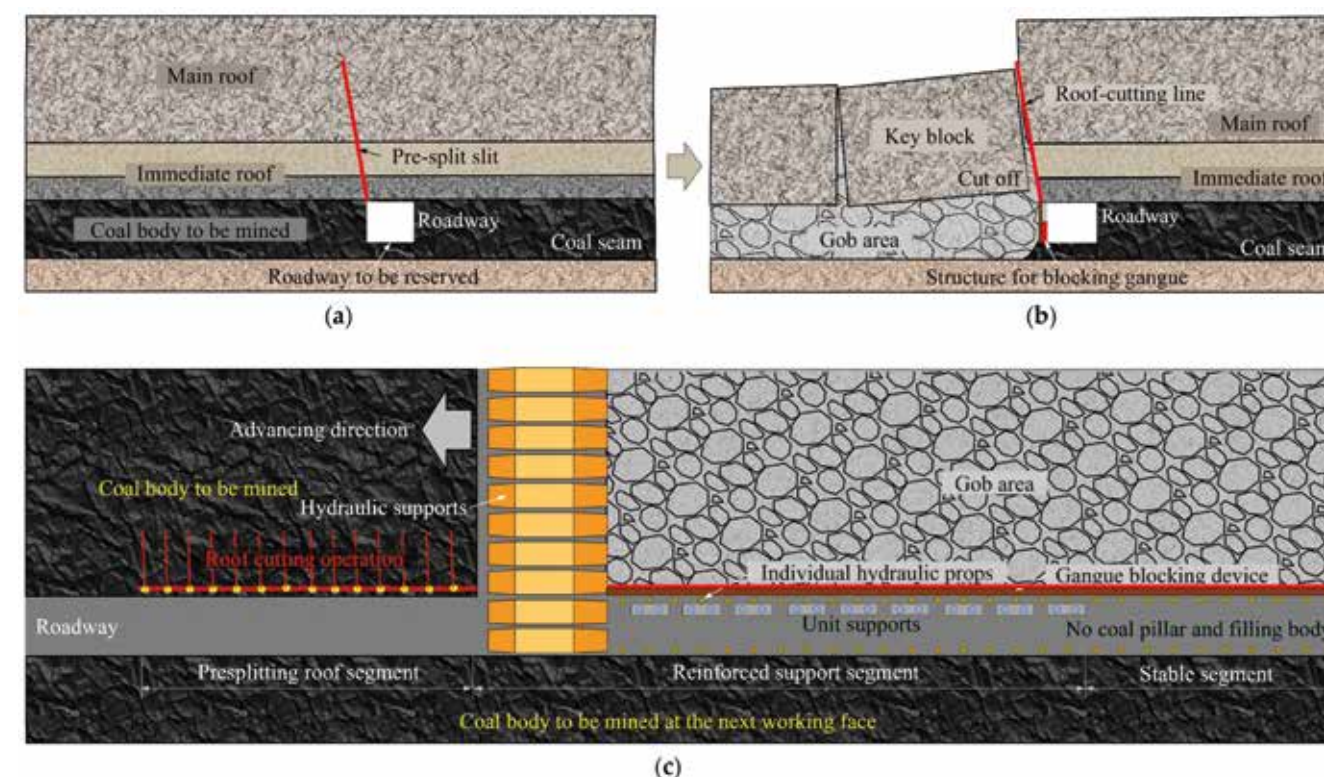 Main roof
Pre-split slit
Immediate roof
Roadway
Coal body to be mined
Coal seam
Roadway to be reserved
(a)
Roof-cutting line
Main roof
Key block
Cut off
Immediate roof
Roadway
Gob area
Coal seam
Structure for blocking gangue
(b)
Advancing direction
Coal body to be mined
Gob area
Hydraulic supports
Roof cutting operation
Individual hydraulic props
Gangue blocking device
Roadway
Unit supports
No coal pillar and filling body
Presplitting roof segment
Reinforced support segment
Stable segment
Coal body to be mined at the next working face
(c)